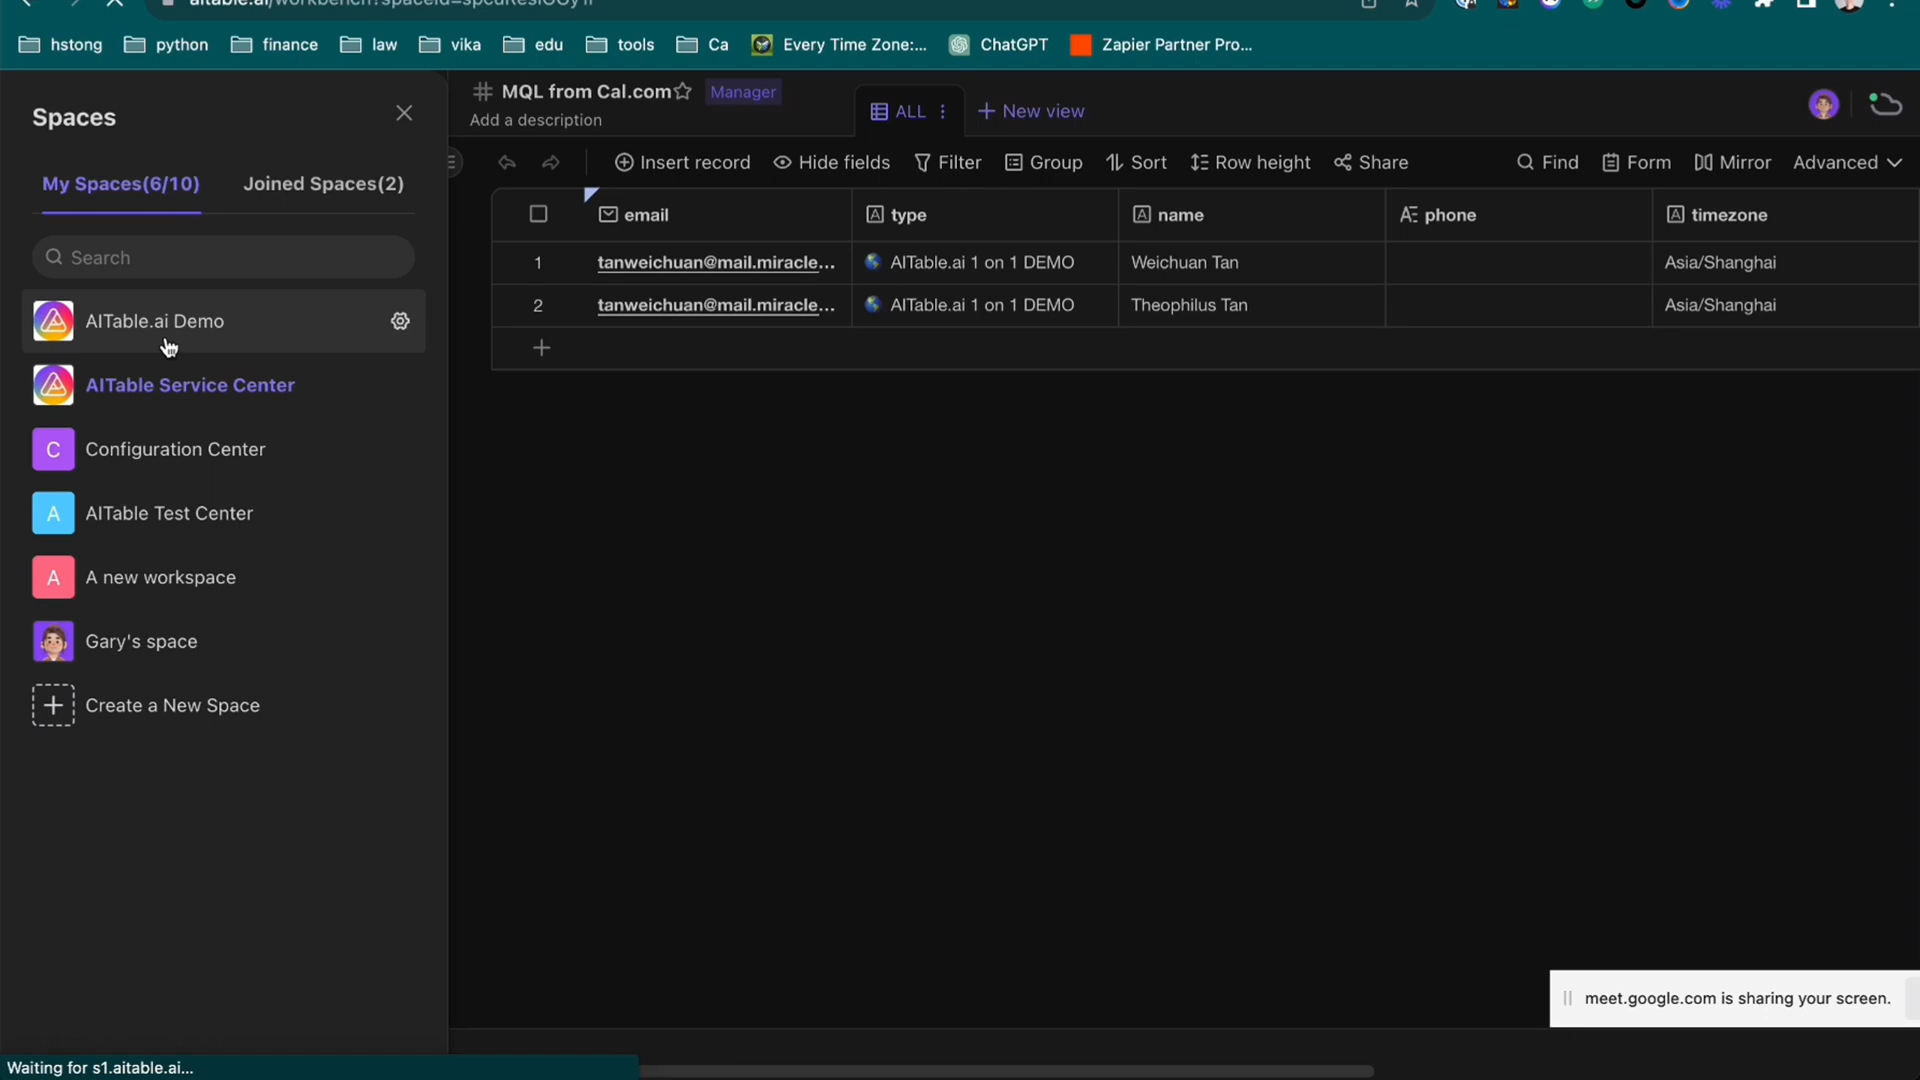 hstong python finance law vika edu tools Ca Every Time Zone:... ChatGPT Zapier Partner Pro...
Spaces
My Spaces(6/10) Joined Spaces(2)
Search
AITable.ai Demo
AITable Service Center
C Configuration Center
A AITable Test Center
A A new workspace
Gary's space
Create a New Space
MQL from Cal.com Manager
Add a description
ALL New view
Insert record Hide fields Filter Group Sort Row height Share Find Form Mirror Advanced
email type name phone timezone
1 tanweichuan@mail.miracle... AITable.ai 1 on 1 DEMO Weichuan Tan Asia/Shanghai
2 tanweichuan@mail.miracle... AITable.ai 1 on 1 DEMO Theophilus Tan Asia/Shanghai
meet.google.com is sharing your screen.
Waiting for s1.aitable.ai...